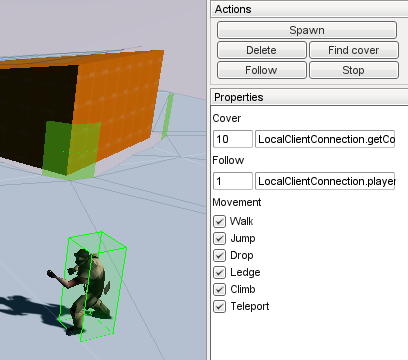 Actions
Spawn
Delete Find cover
Follow Stop
Properties
Cover
10 LocalClientConnection.getCo
Follow
1 LocalClientConnection.player
Movement
Walk
Jump
Drop
Ledge
Climb
Teleport